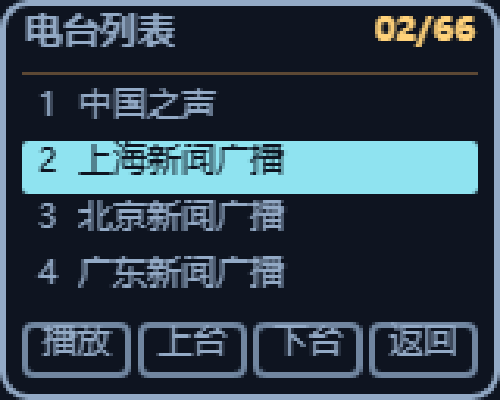 电台列表 02/66
1 中国之声
2 上海新闻广播
3 北京新闻广播
4 广东新闻广播
播放 上台 下台 返回